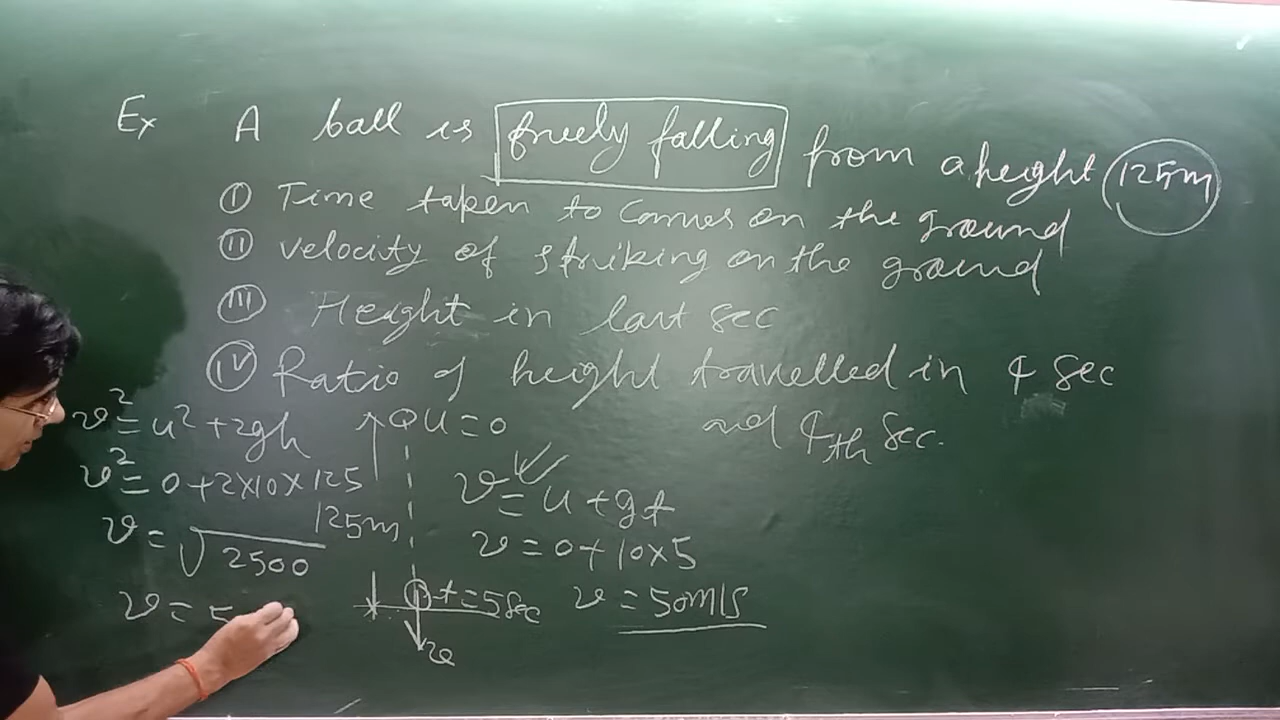 Ex A ball is freely falling from a height 125m
(I) Time taken to comes on the ground
(II) velocity of striking on the ground
(III) Height in last sec
(IV) Ratio of height travelled in 4 sec
and 4th sec.
v² = u² + 2gh
v² = 0 + 2×10×125
v = √2500
v = 5
u = 0
125m
t = 5 sec
v
v = u + gt
v = 0 + 10×5
v = 50m/s